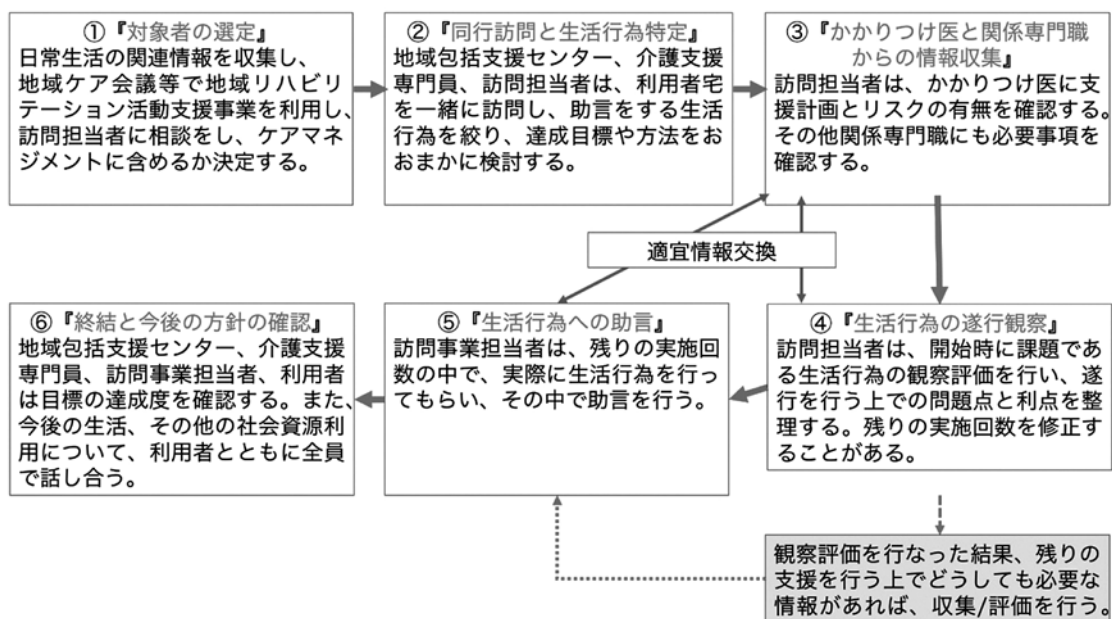 ①『対象者の選定』
日常生活の関連情報を収集し、
地域ケア会議等で地域リハビリ
テーション活動支援事業を利用し、
訪問担当者に相談をし、ケアマネ
ジメントに含めるか決定する。
②『同行訪問と生活行為特定』
地域包括支援センター、介護支援
専門員、訪問担当者は、利用者宅
を一緒に訪問し、助言をする生活
行為を絞り、達成目標や方法をお
おまかに検討する。
③『かかりつけ医と関係専門職
からの情報収集』
訪問担当者は、かかりつけ医に支
援計画とリスクの有無を確認する。
その他関係専門職にも必要事項を
確認する。
適宜情報交換
④『生活行為の遂行観察』
訪問担当者は、開始時に課題であ
る生活行為の観察評価を行い、遂
行を行う上での問題点と利点を整
理する。残りの実施回数を修正す
ることがある。
⑤『生活行為への助言』
訪問事業担当者は、残りの実施回
数の中で、実際に生活行為を行っ
てもらい、その中で助言を行う。
⑥『終結と今後の方針の確認』
地域包括支援センター、介護支援
専門員、訪問事業担当者、利用者
は目標の達成度を確認する。また、
今後の生活、その他の社会資源利
用について、利用者とともに全員
で話し合う。
観察評価を行なった結果、残りの
支援を行う上でどうしても必要な
情報があれば、収集/評価を行う。